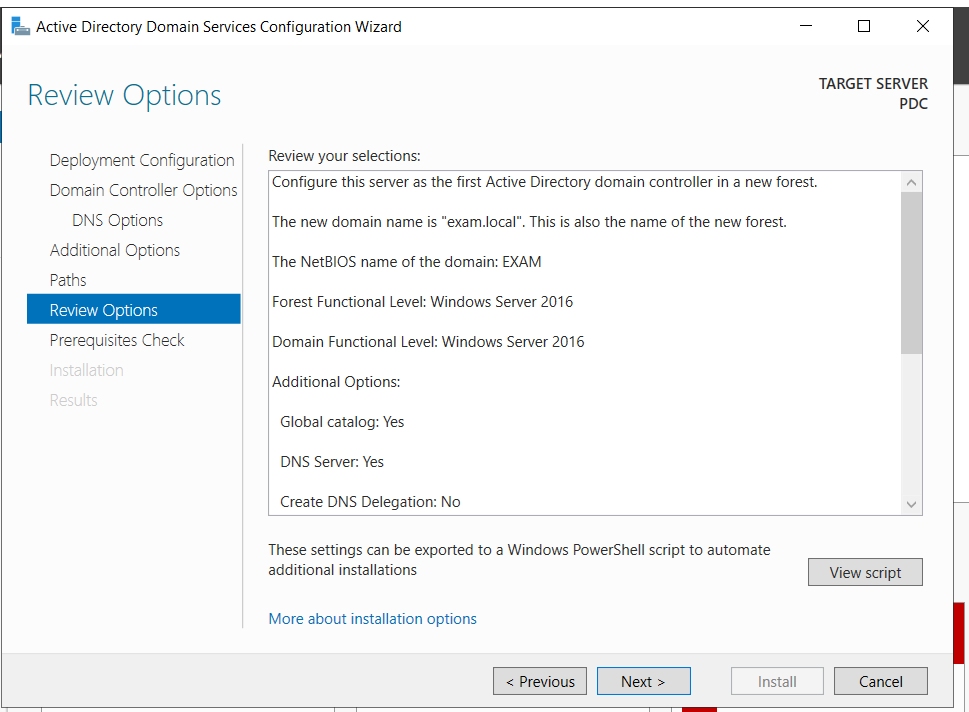 Active Directory Domain Services Configuration Wizard
Review Options
TARGET SERVER
PDC
Deployment Configuration
Domain Controller Options
DNS Options
Additional Options
Paths
Review Options
Prerequisites Check
Installation
Results
Review your selections:
Configure this server as the first Active Directory domain controller in a new forest.
The new domain name is "exam.local". This is also the name of the new forest.
The NetBIOS name of the domain: EXAM
Forest Functional Level: Windows Server 2016
Domain Functional Level: Windows Server 2016
Additional Options:
Global catalog: Yes
DNS Server: Yes
Create DNS Delegation: No
These settings can be exported to a Windows PowerShell script to automate
additional installations
View script
More about installation options
< Previous
Next >
Install
Cancel